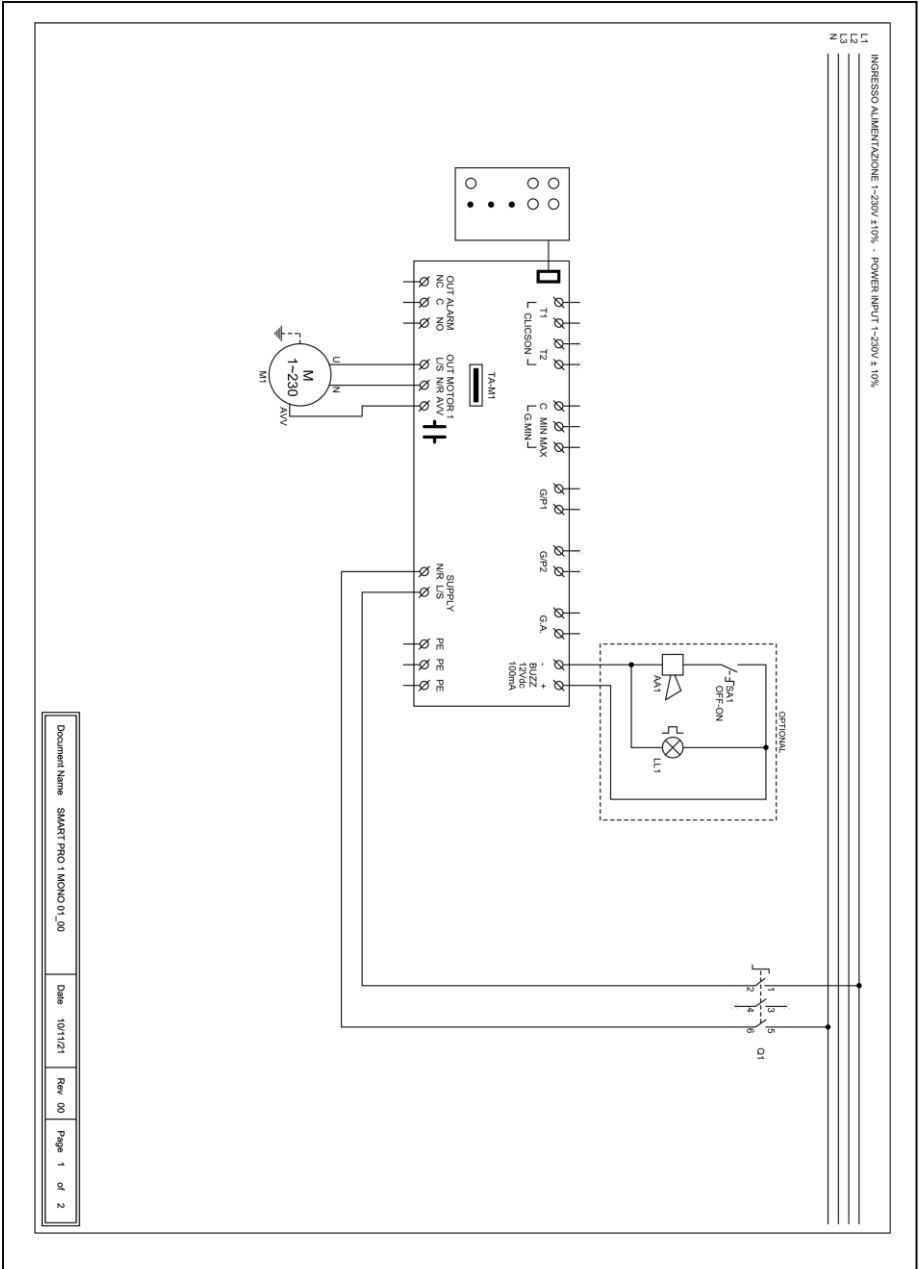 L1
L2
L3
N
INGRESSO ALIMENTAZIONE 1~230V ±10% - POWER INPUT 1~230V ± 10%
1 3 5
2 4 6
Q1
OPTIONAL
SA1
OFF-ON
AA1
LL1
T1 T2
CLICSON
C MIN MAX
G.MIN
G/P1
G/P2
G.A.
- +
BUZZ
12Vdc
100mA
TA-M1
OUT ALARM
NC C NO
OUT MOTOR 1
L/S N/R AVV
SUPPLY
N/R L/S
PE PE PE
U N
M
1~230
M1
AVV
Document Name SMART PRO 1 MONO 01_00 Date 10/11/21 Rev 00 Page 1 of 2